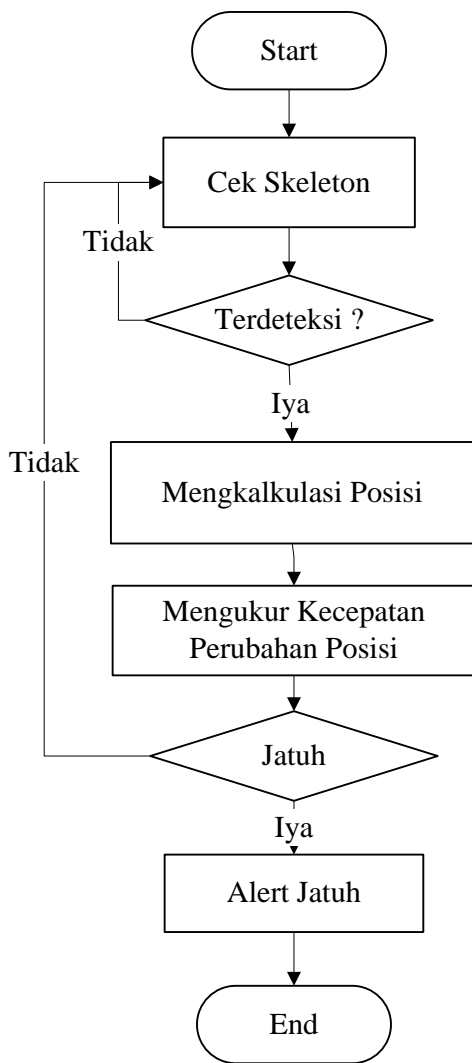 Start
Cek Skeleton
Tidak
Terdeteksi ?
Iya
Tidak
Mengkalkulasi Posisi
Mengukur Kecepatan
Perubahan Posisi
Jatuh
Iya
Alert Jatuh
End